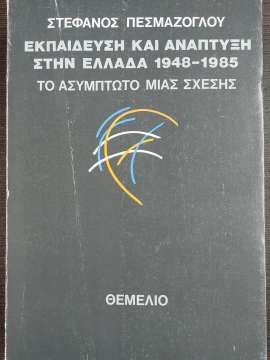 ΣΤΕΦΑΝΟΣ ΠΕΣΜΑΖΟΓΛΟΥ
ΕΚΠΑΙΔΕΥΣΗ ΚΑΙ ΑΝΑΠΤΥΞΗ
ΣΤΗΝ ΕΛΛΑΔΑ 1948-1985
ΤΟ ΑΣΥΜΠΤΩΤΟ ΜΙΑΣ ΣΧΕΣΗΣ
ΘΕΜΕΛΙΟ